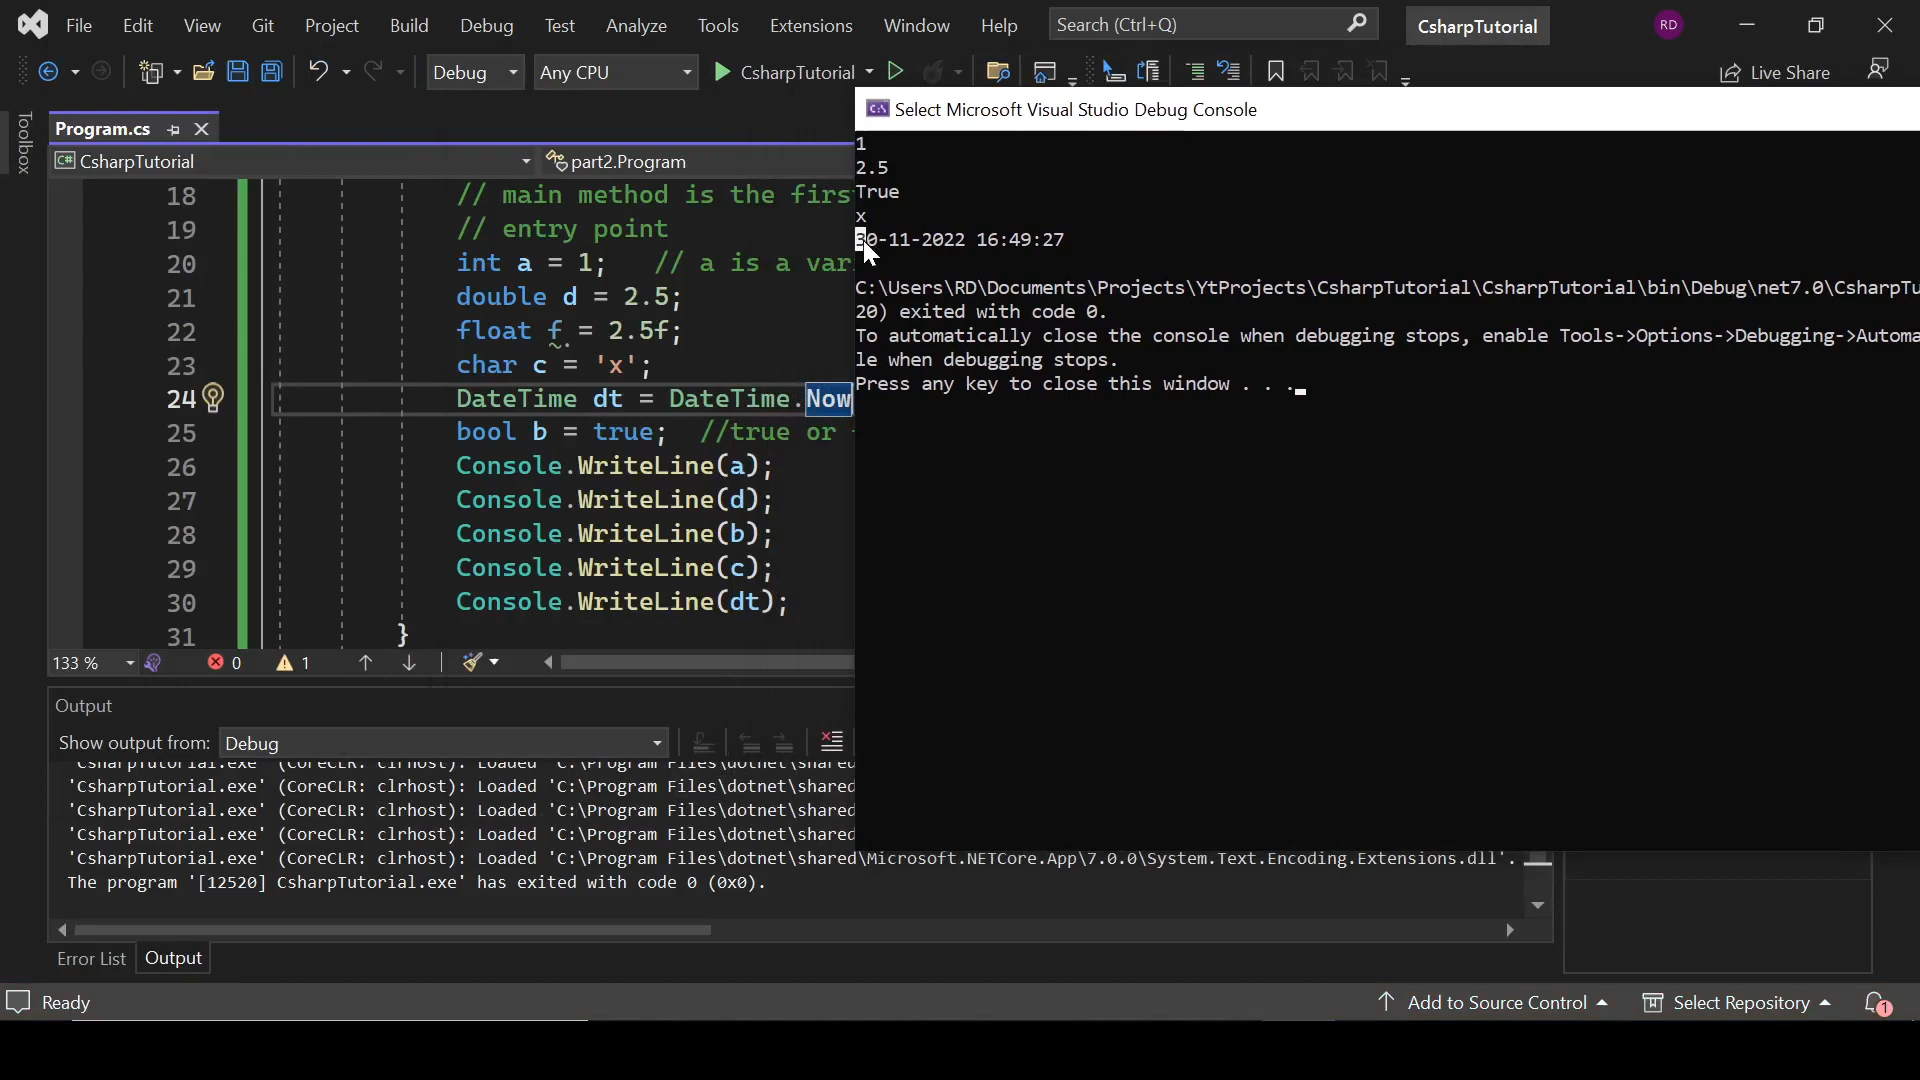 File Edit View Git Project Build Debug Test Analyze Tools Extensions Window Help Search (Ctrl+Q) CsharpTutorial RD
Debug Any CPU CsharpTutorial Live Share
Toolbox
Program.cs
C# CsharpTutorial part2.Program
18 // main method is the firs
19 // entry point
20 int a = 1; // a is a var
21 double d = 2.5;
22 float f = 2.5f;
23 char c = 'x';
24 DateTime dt = DateTime.Now
25 bool b = true; //true or
26 Console.WriteLine(a);
27 Console.WriteLine(d);
28 Console.WriteLine(b);
29 Console.WriteLine(c);
30 Console.WriteLine(dt);
31 }
133 % 0 1
Select Microsoft Visual Studio Debug Console
1
2.5
True
x
30-11-2022 16:49:27
C:\Users\RD\Documents\Projects\YtProjects\CsharpTutorial\CsharpTutorial\bin\Debug\net7.0\CsharpTu
20) exited with code 0.
To automatically close the console when debugging stops, enable Tools->Options->Debugging->Automa
le when debugging stops.
Press any key to close this window . . .
Output
Show output from: Debug
'CsharpTutorial.exe' (CoreCLR: clrhost): Loaded 'C:\Program Files\dotnet\shared
'CsharpTutorial.exe' (CoreCLR: clrhost): Loaded 'C:\Program Files\dotnet\shared
'CsharpTutorial.exe' (CoreCLR: clrhost): Loaded 'C:\Program Files\dotnet\shared
'CsharpTutorial.exe' (CoreCLR: clrhost): Loaded 'C:\Program Files\dotnet\shared
'CsharpTutorial.exe' (CoreCLR: clrhost): Loaded 'C:\Program Files\dotnet\shared\Microsoft.NETCore.App\7.0.0\System.Text.Encoding.Extensions.dll'.
The program '[12520] CsharpTutorial.exe' has exited with code 0 (0x0).
Error List Output
Ready Add to Source Control Select Repository 1